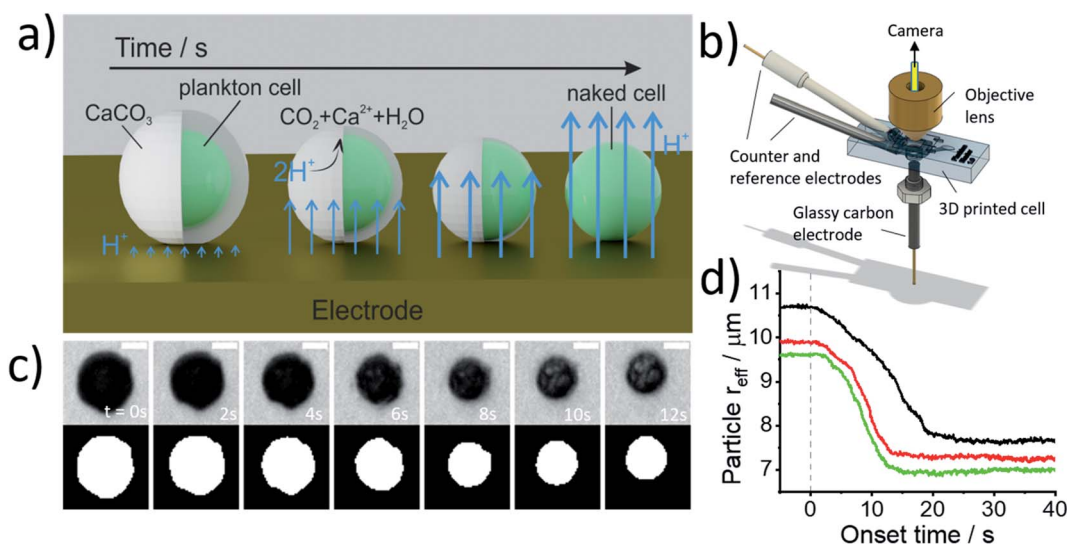 a)
Time / s
CaCO₃
plankton cell
CO₂+Ca²⁺+H₂O
2H⁺
naked cell
H⁺
H⁺
Electrode
b)
Camera
Objective
lens
Counter and
reference electrodes
3D printed cell
Glassy carbon
electrode
c)
t = 0s
2s
4s
6s
8s
10s
12s
d)
Particle r_eff / μm
11
10
9
8
7
0
10
20
30
40
Onset time / s